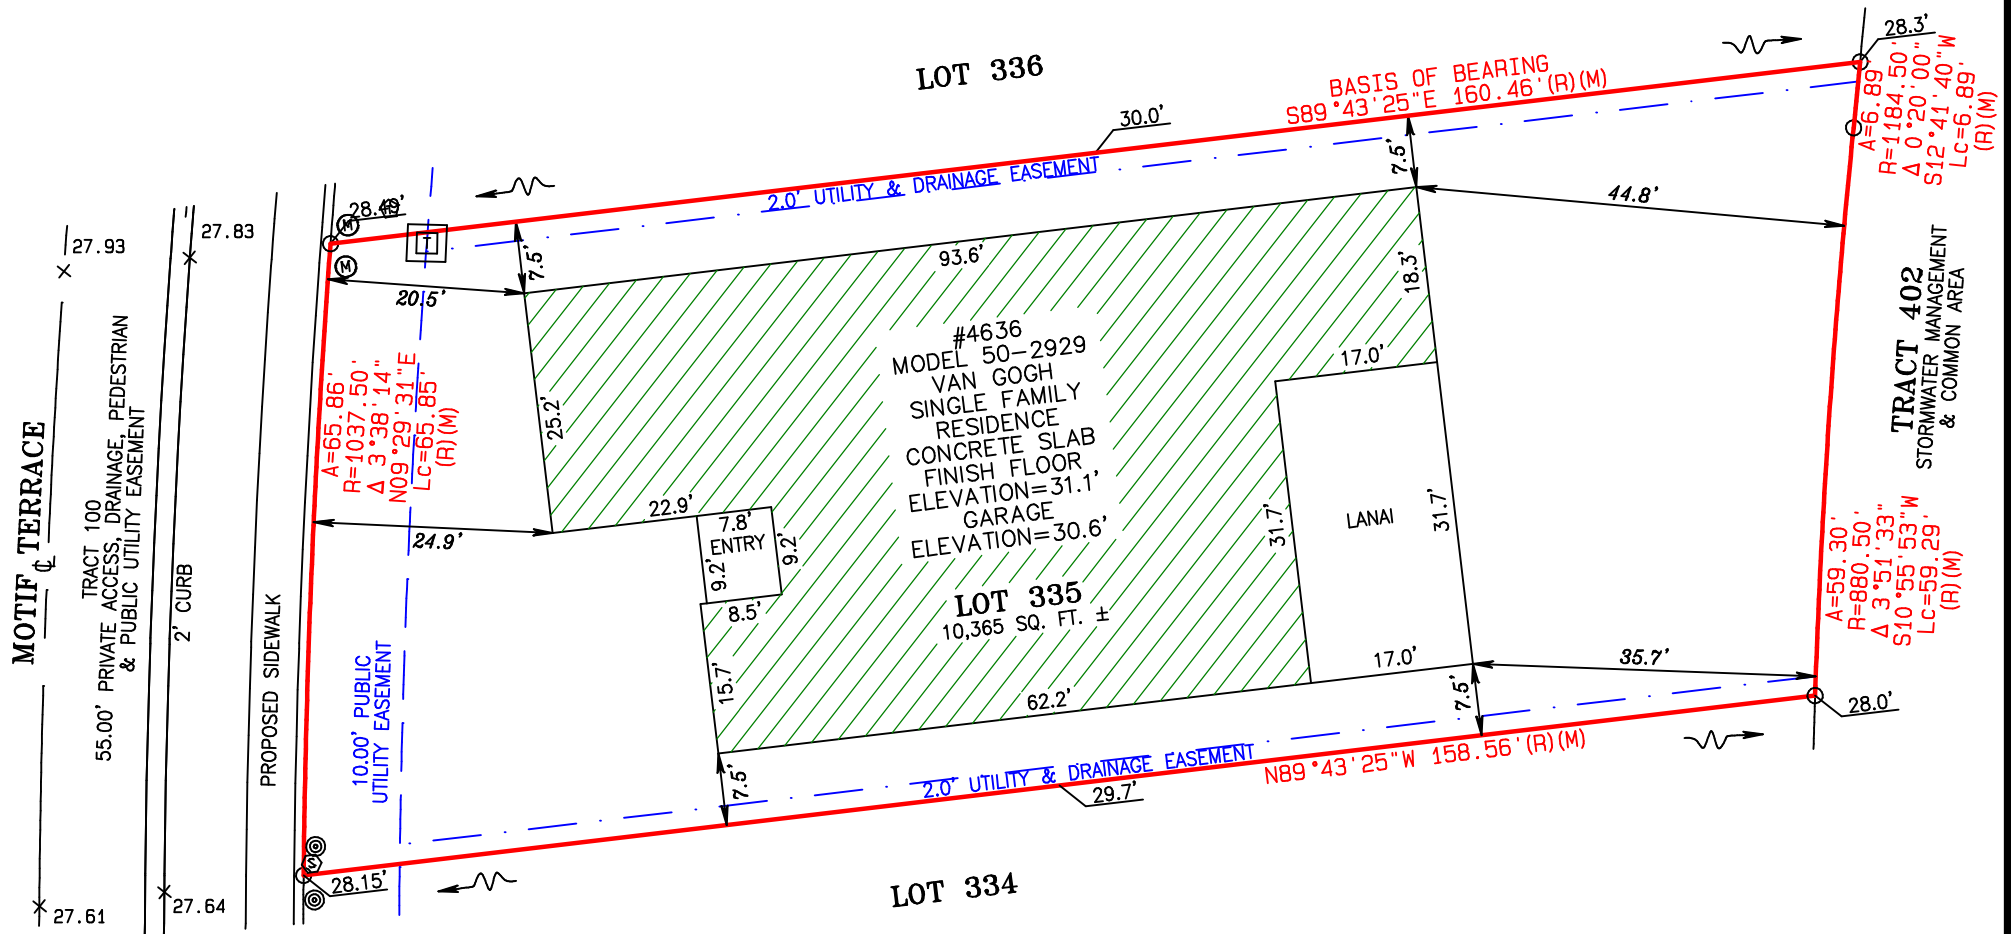 LOT 336
BASIS OF BEARING
S89°43'25"E 160.46'(R)(M)
28.3'
A=6.89'
R=1184.50'
Δ 0°20'00"
S12°41'40"W
Lc=6.89'
(R)(M)
30.0'
2.0' UTILITY & DRAINAGE EASEMENT
7.5'
44.8'
28.49'
M
M
T
27.93
27.83
20.5'
7.5'
93.6'
18.3'
17.0'
#4636
MODEL 50-2929
VAN GOGH
SINGLE FAMILY
RESIDENCE
CONCRETE SLAB
FINISH FLOOR
ELEVATION=31.1'
GARAGE
ELEVATION=30.6'
LOT 335
10,365 SQ. FT. ±
A=65.86'
R=1037.50'
Δ 3°38'14"
N09°29'31"E
Lc=65.85'
(R)(M)
25.2'
22.9'
7.8'
ENTRY
9.2'
9.2'
8.5'
24.9'
15.7'
62.2'
31.7'
LANAI
31.7'
17.0'
35.7'
7.5'
7.5'
TRACT 402
STORMWATER MANAGEMENT
& COMMON AREA
A=59.30'
R=880.50'
Δ 3°51'33"
S10°55'53"W
Lc=59.29'
(R)(M)
28.0'
MOTIF TERRACE
℄
TRACT 100
55.00' PRIVATE ACCESS, DRAINAGE, PEDESTRIAN
& PUBLIC UTILITY EASEMENT
2' CURB
PROPOSED SIDEWALK
10.00' PUBLIC
UTILITY EASEMENT
2.0' UTILITY & DRAINAGE EASEMENT
N89°43'25"W 158.56'(R)(M)
29.7'
S
28.15'
27.61
27.64
LOT 334